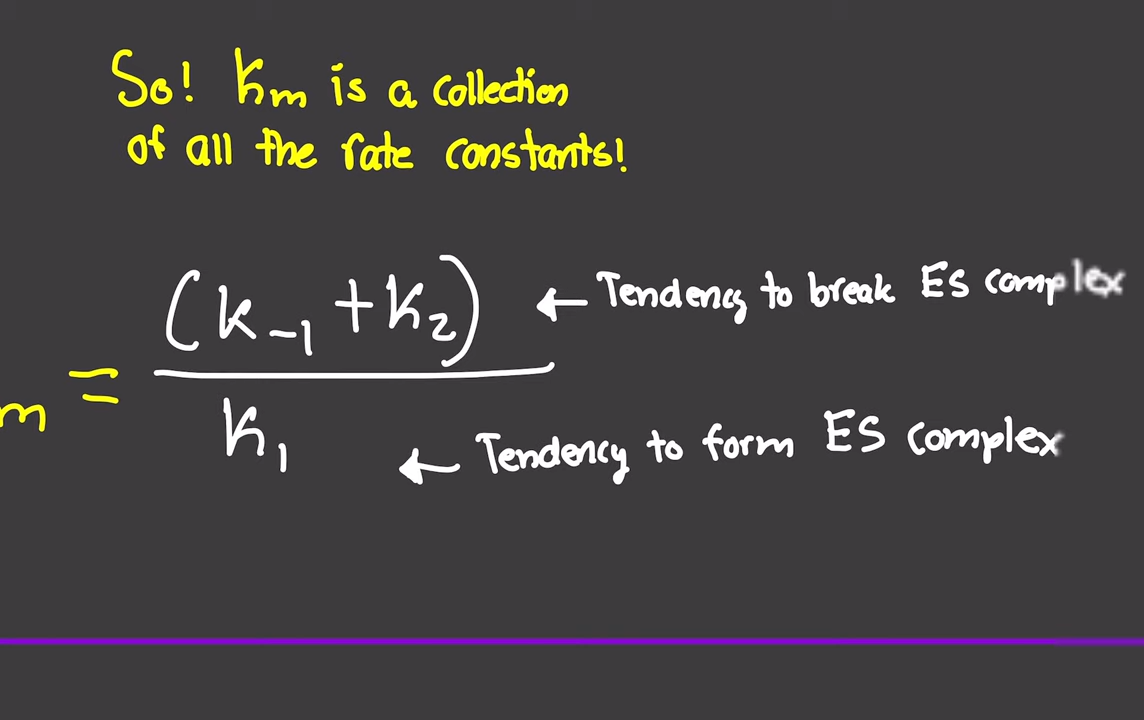 So! Km is a collection
of all the rate constants!
(k-1 + k2) ← Tendency to break ES complex
m =
k1 ← Tendency to form ES complex